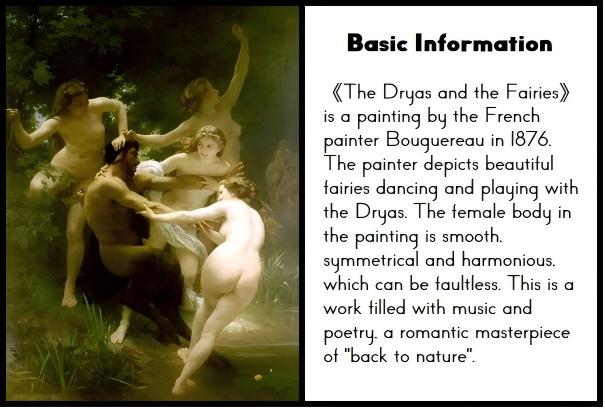 Basic Information
《The Dryas and the Fairies》
is a painting by the French
painter Bouguereau in 1876.
The painter depicts beautiful
fairies dancing and playing with
the Dryas. The female body in
the painting is smooth,
symmetrical and harmonious,
which can be faultless. This is a
work filled with music and
poetry, a romantic masterpiece
of "back to nature".